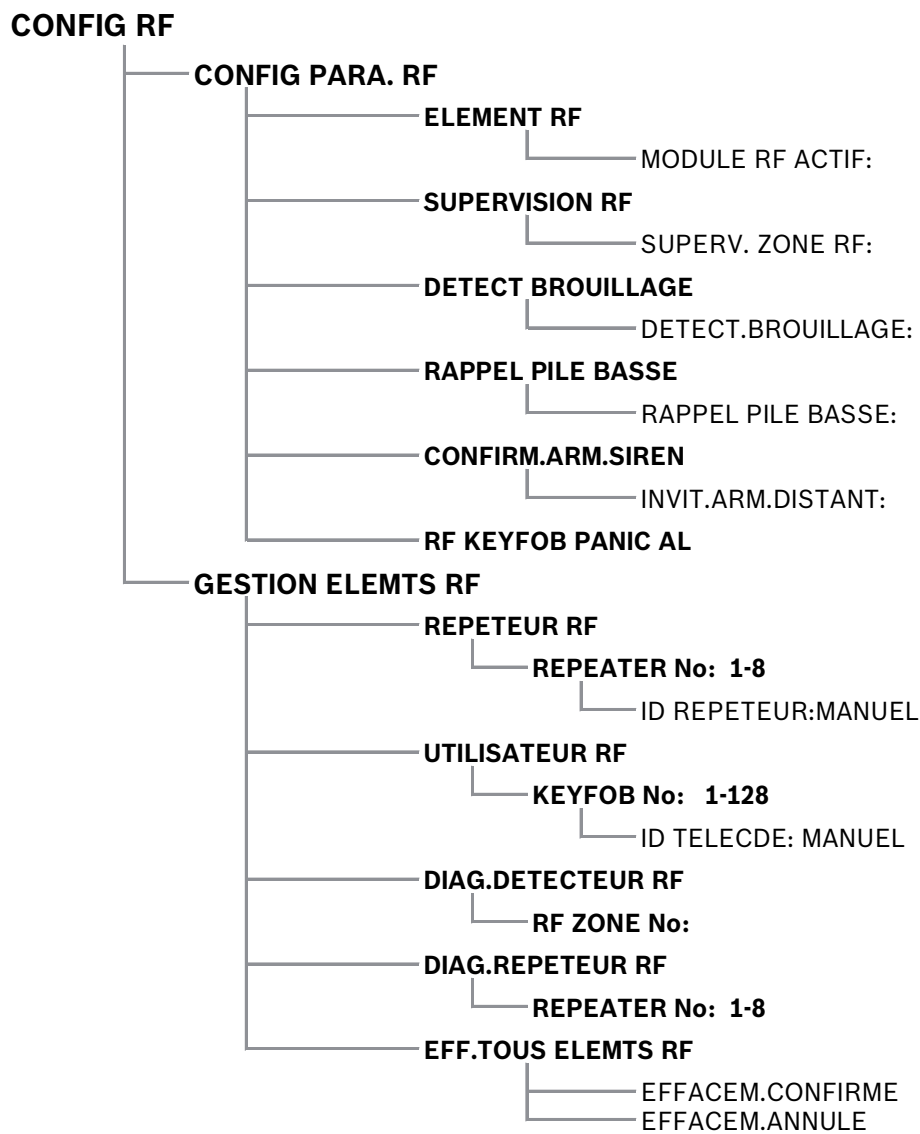 CONFIG RF
CONFIG PARA. RF
ELEMENT RF
MODULE RF ACTIF:
SUPERVISION RF
SUPERV. ZONE RF:
DETECT BROUILLAGE
DETECT.BROUILLAGE:
RAPPEL PILE BASSE
RAPPEL PILE BASSE:
CONFIRM.ARM.SIREN
INVIT.ARM.DISTANT:
RF KEYFOB PANIC AL
GESTION ELEMTS RF
REPETEUR RF
REPEATER No: 1-8
ID REPETEUR:MANUEL
UTILISATEUR RF
KEYFOB No: 1-128
ID TELECDE: MANUEL
DIAG.DETECTEUR RF
RF ZONE No:
DIAG.REPETEUR RF
REPEATER No: 1-8
EFF.TOUS ELEMTS RF
EFFACEM.CONFIRME
EFFACEM.ANNULE